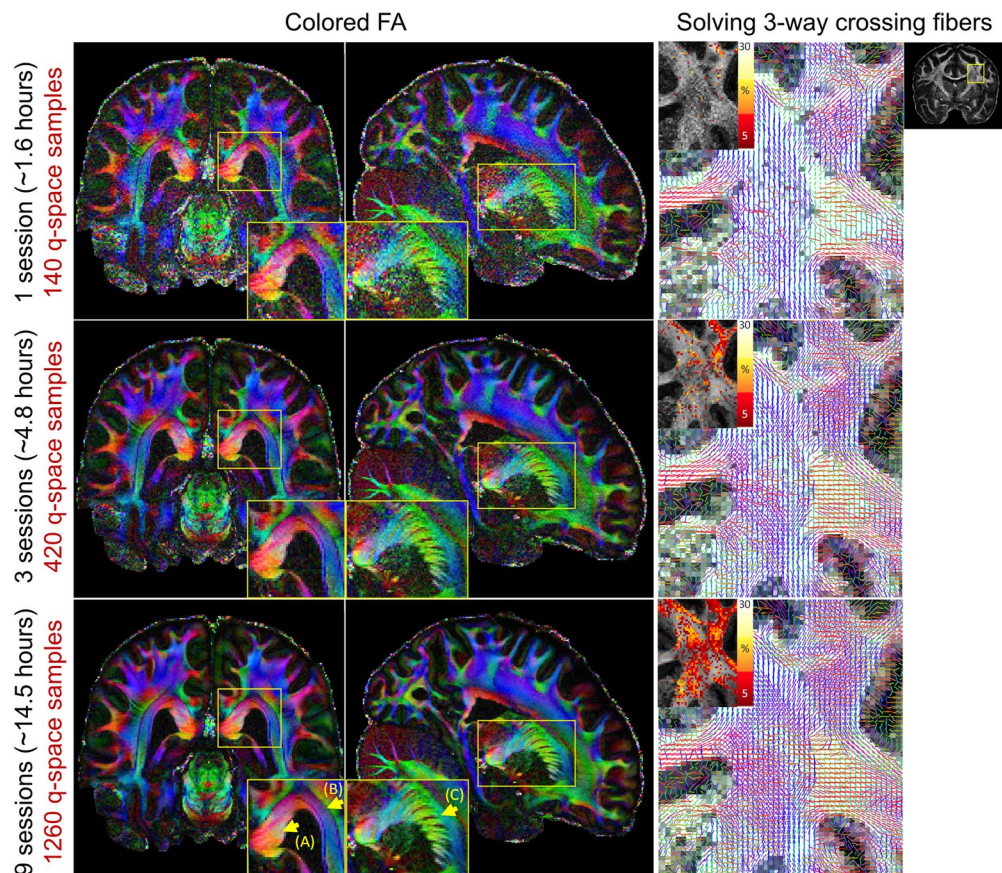 Colored FA
Solving 3-way crossing fibers
1 session (~1.6 hours)
140 q-space samples
30
%
5
3 sessions (~4.8 hours)
420 q-space samples
30
%
5
9 sessions (~14.5 hours)
1260 q-space samples
(A)
(B)
(C)
30
%
5